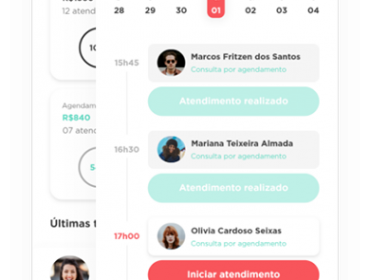 12 atend
Agendam
R$840
07 atend
Últimas t
28 29 30 01 02 03 04
15h45
Marcos Fritzen dos Santos
Consulta por agendamento
Atendimento realizado
16h30
Mariana Teixeira Almada
Consulta por agendamento
Atendimento realizado
17h00
Olivia Cardoso Seixas
Consulta por agendamento
Iniciar atendimento